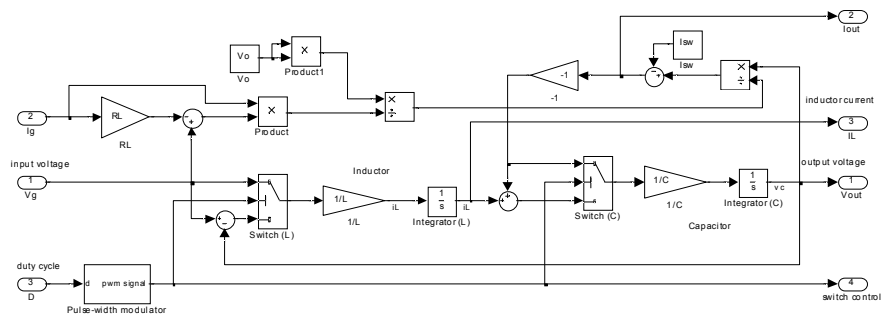 2
Iout
Isw
Isw
Vo
Vo
×
Product1
-1
-1
- +
×
÷
2
Ig
RL
RL
- +
×
Product
×
÷
inductor current
3
IL
input voltage
1
Vg
Inductor
Switch (L)
1/L
1/L
iL
1
s
Integrator (L)
iL
+
+
Switch (C)
1/C
1/C
Capacitor
1
s
Integrator (C)
vc
output voltage
1
Vout
+
-
duty cycle
3
D
d pwm signal
Pulse-width modulator
4
switch control